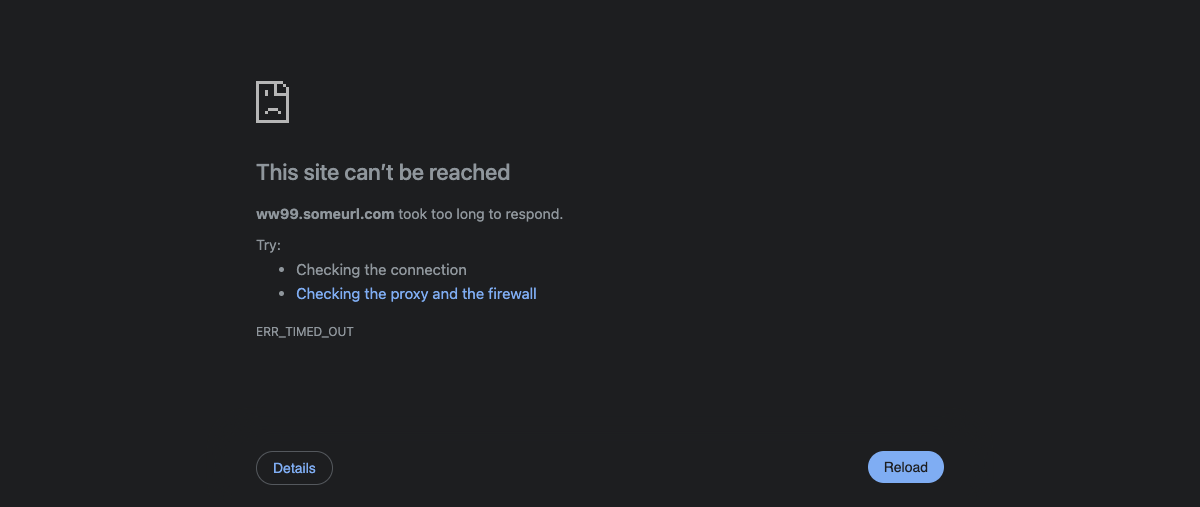 This site can’t be reached
ww99.someurl.com took too long to respond.
Try:
• Checking the connection
• Checking the proxy and the firewall
ERR_TIMED_OUT
Details
Reload